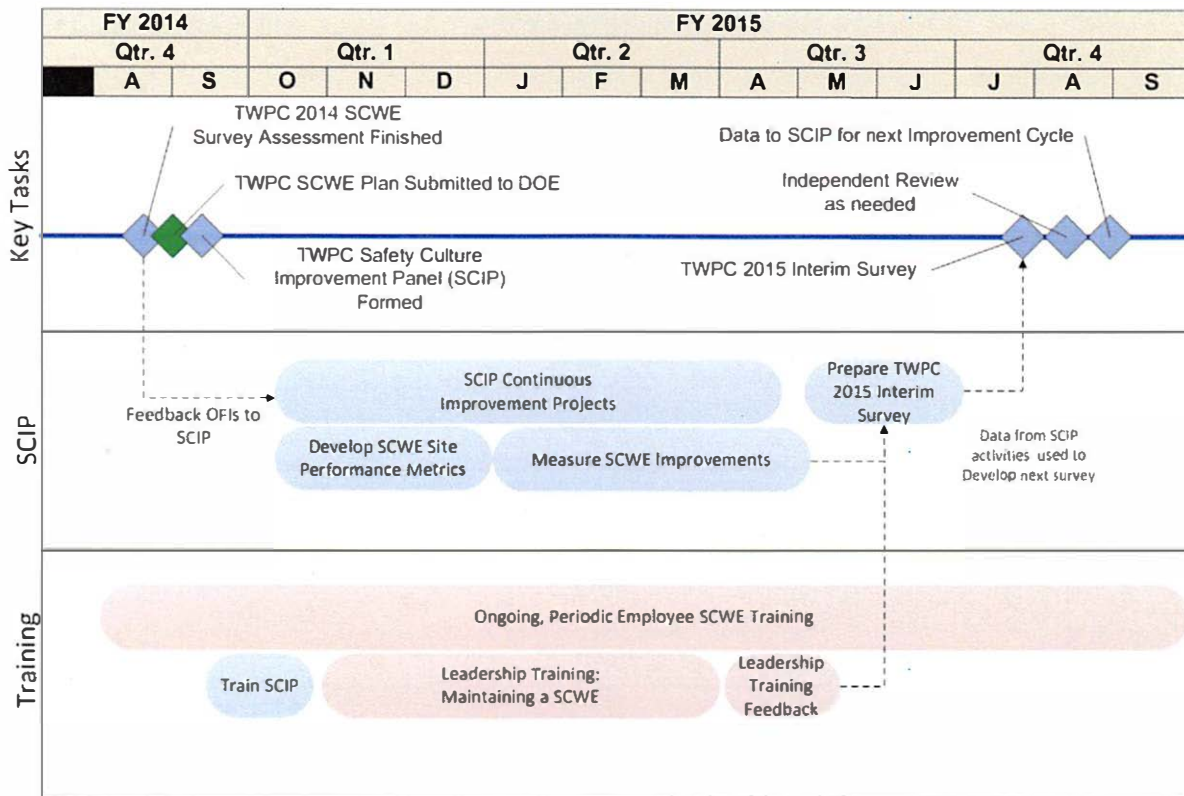 FY 2014 FY 2015
Qtr. 4 Qtr. 1 Qtr. 2 Qtr. 3 Qtr. 4
A S O N D J F M A M J J A S
Key Tasks
TWPC 2014 SCWE
Survey Assessment Finished
TWPC SCWE Plan Submitted to DOE
TWPC Safety Culture
Improvement Panel (SCIP)
Formed
Data to SCIP for next Improvement Cycle
Independent Review
as needed
TWPC 2015 Interim Survey
SCIP
Feedback OFIs to
SCIP
SCIP Continuous
Improvement Projects
Prepare TWPC
2015 Interim
Survey
Develop SCWE Site
Performance Metrics
Measure SCWE Improvements
Data from SCIP
activities used to
Develop next survey
Training
Ongoing, Periodic Employee SCWE Training
Train SCIP
Leadership Training:
Maintaining a SCWE
Leadership
Training
Feedback